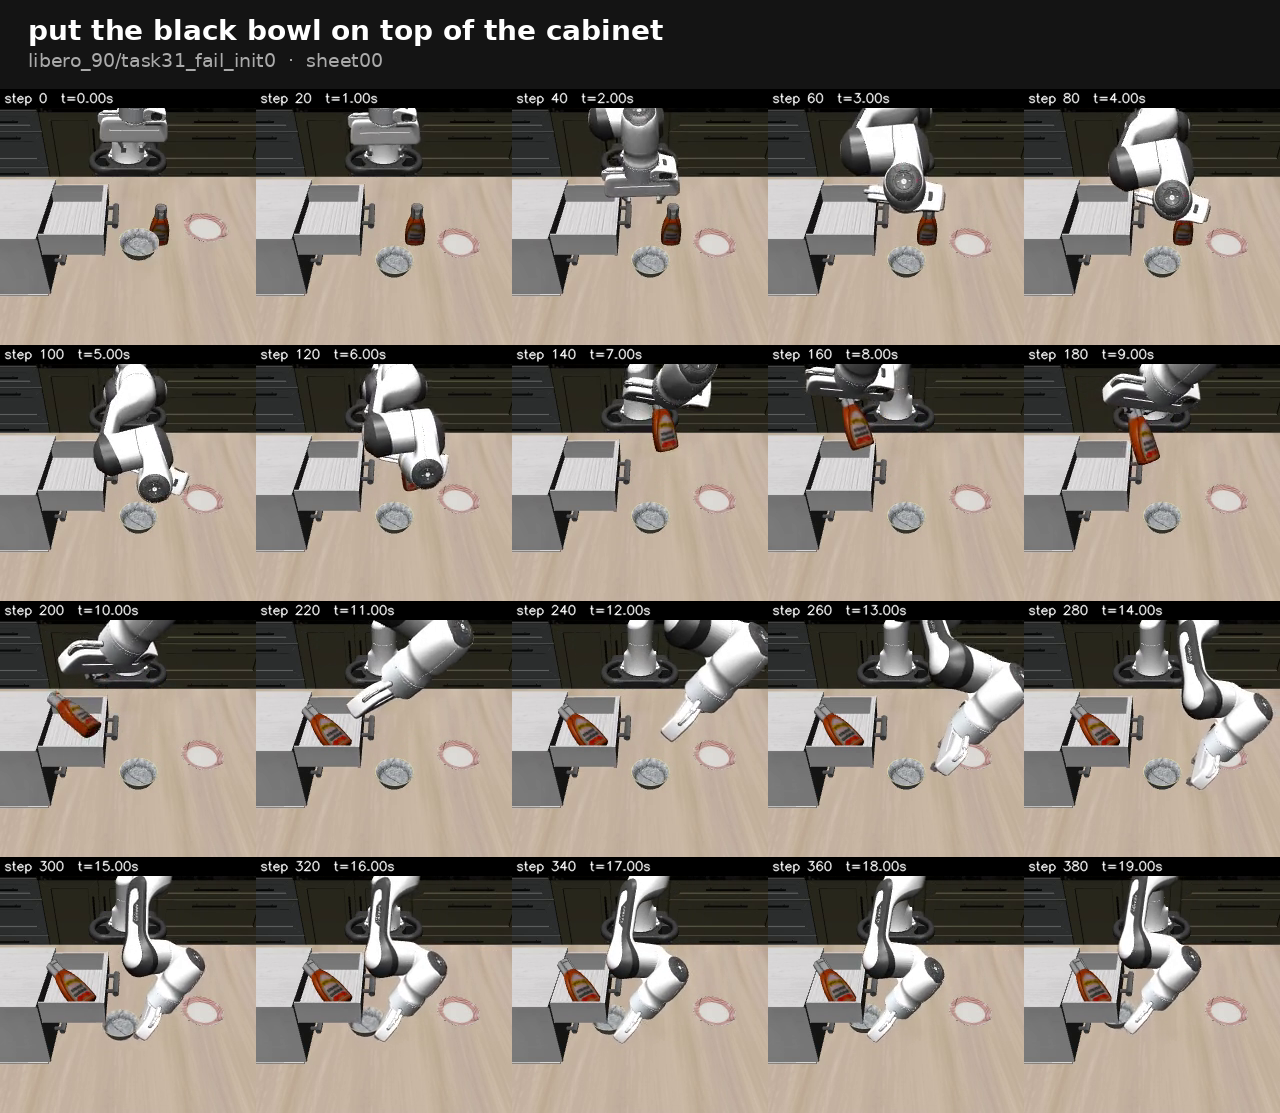 put the black bowl on top of the cabinet
libero_90/task31_fail_init0 · sheet00
step 0 t=0.00s
step 20 t=1.00s
step 40 t=2.00s
step 60 t=3.00s
step 80 t=4.00s
step 100 t=5.00s
step 120 t=6.00s
step 140 t=7.00s
step 160 t=8.00s
step 180 t=9.00s
step 200 t=10.00s
step 220 t=11.00s
step 240 t=12.00s
step 260 t=13.00s
step 280 t=14.00s
step 300 t=15.00s
step 320 t=16.00s
step 340 t=17.00s
step 360 t=18.00s
step 380 t=19.00s